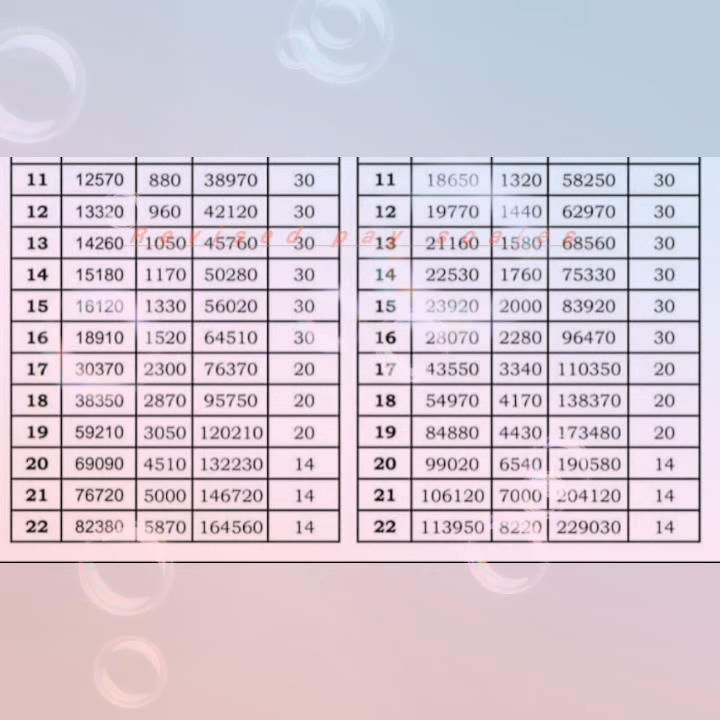 11 12570 880 38970 30 11 18650 1320 58250 30
12 13320 960 42120 30 12 19770 1440 62970 30
Revised pay scales
13 14260 1050 45760 30 13 21160 1580 68560 30
14 15180 1170 50280 30 14 22530 1760 75330 30
15 16120 1330 56020 30 15 23920 2000 83920 30
16 18910 1520 64510 30 16 28070 2280 96470 30
17 30370 2300 76370 20 17 43550 3340 110350 20
18 38350 2870 95750 20 18 54970 4170 138370 20
19 59210 3050 120210 20 19 84880 4430 173480 20
20 69090 4510 132230 14 20 99020 6540 190580 14
21 76720 5000 146720 14 21 106120 7000 204120 14
22 82380 5870 164560 14 22 113950 8220 229030 14